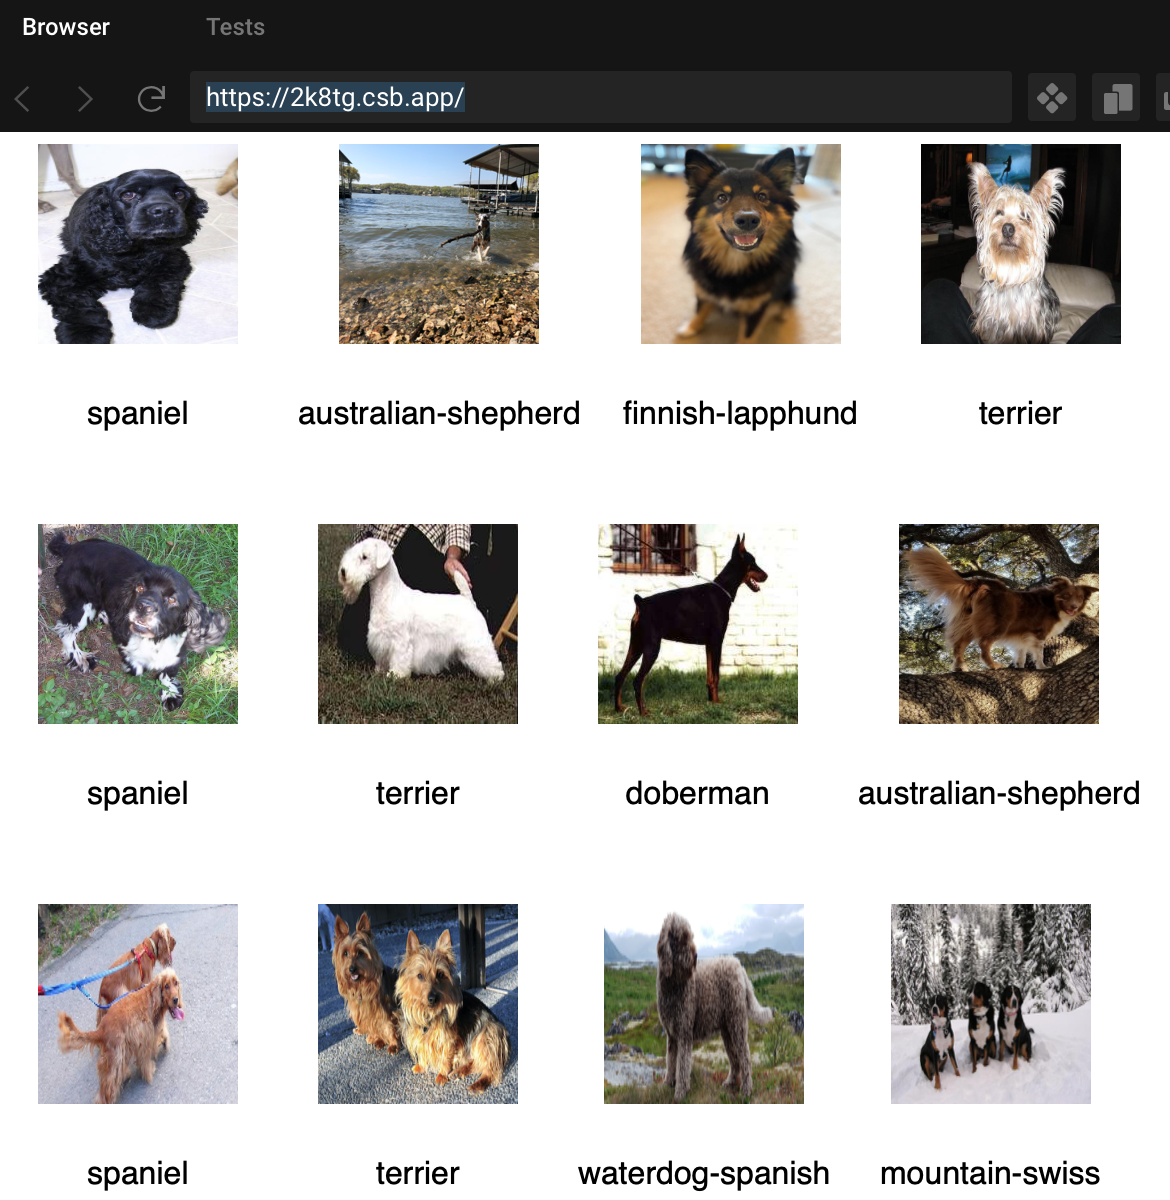 Browser Tests
https://2k8tg.csb.app/
spaniel australian-shepherd finnish-lapphund terrier
spaniel terrier doberman australian-shepherd
spaniel terrier waterdog-spanish mountain-swiss